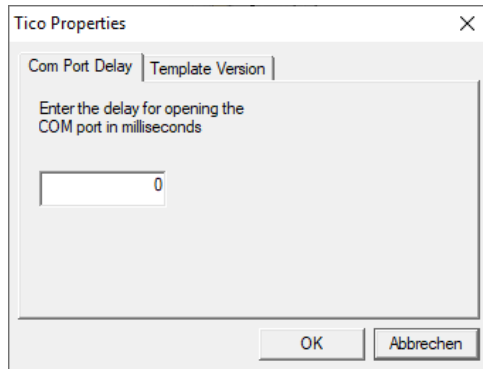 Tico Properties
Com Port Delay
Template Version
Enter the delay for opening the
COM port in milliseconds
0
OK
Abbrechen